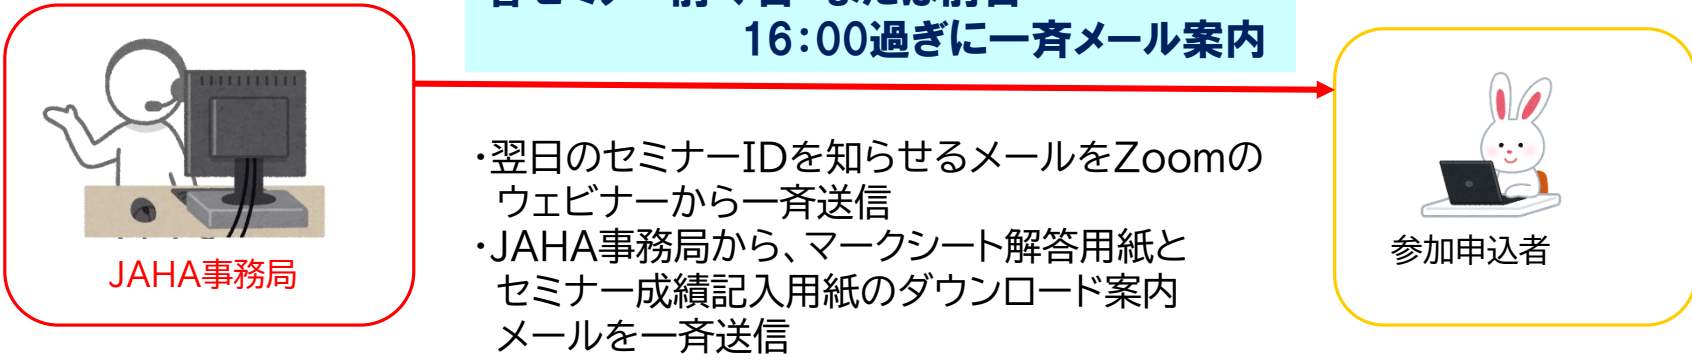 16:00過ぎに一斉メール案内
・翌日のセミナーIDを知らせるメールをZoomの
ウェビナーから一斉送信
・JAHA事務局から、マークシート解答用紙と
セミナー成績記入用紙のダウンロード案内
メールを一斉送信
JAHA事務局
参加申込者